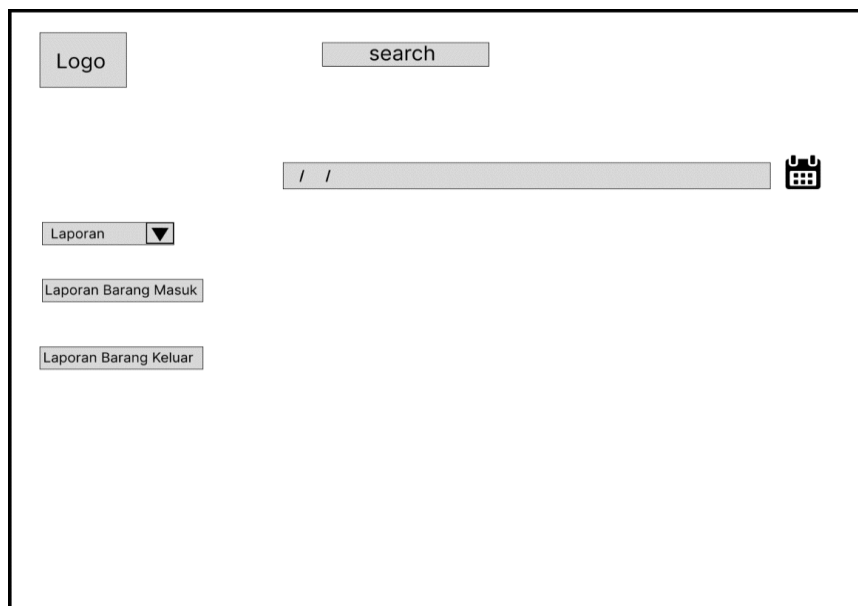 Logo
search
/ /
Laporan
Laporan Barang Masuk
Laporan Barang Keluar